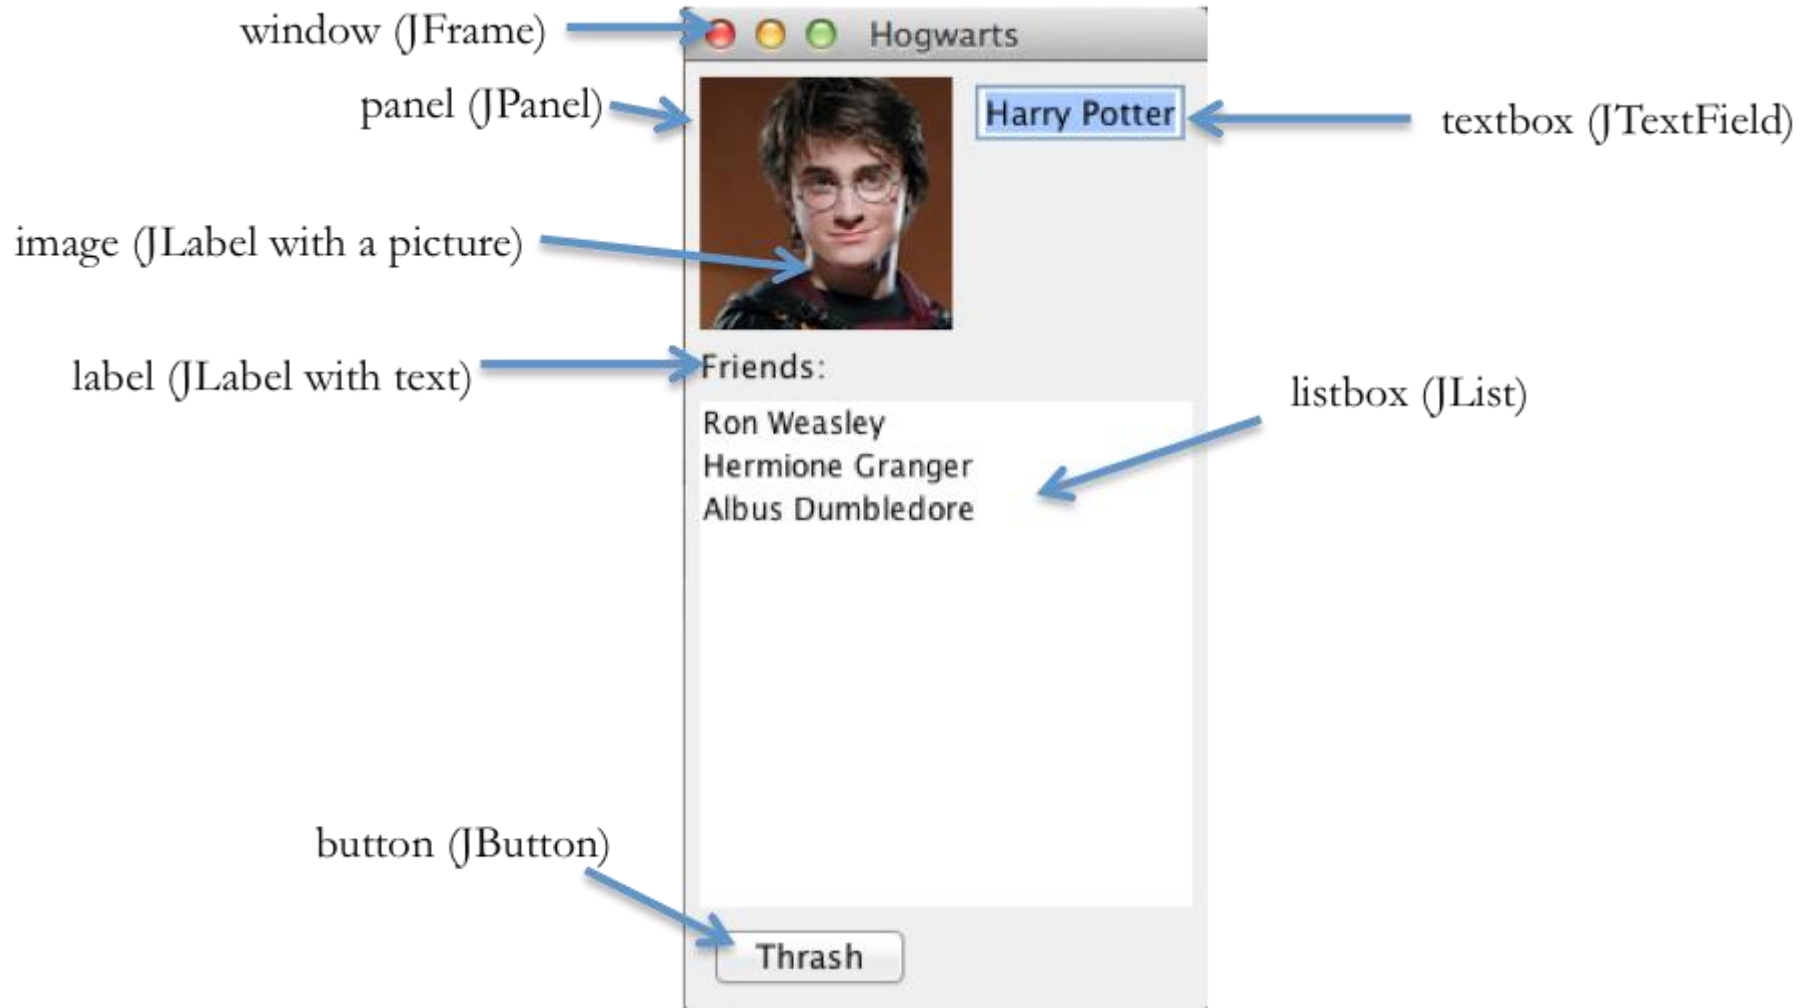 window (JFrame)
Hogwarts
panel (JPanel)
Harry Potter
textbox (JTextField)
image (JLabel with a picture)
label (JLabel with text)
Friends:
listbox (JList)
Ron Weasley
Hermione Granger
Albus Dumbledore
button (JButton)
Thrash